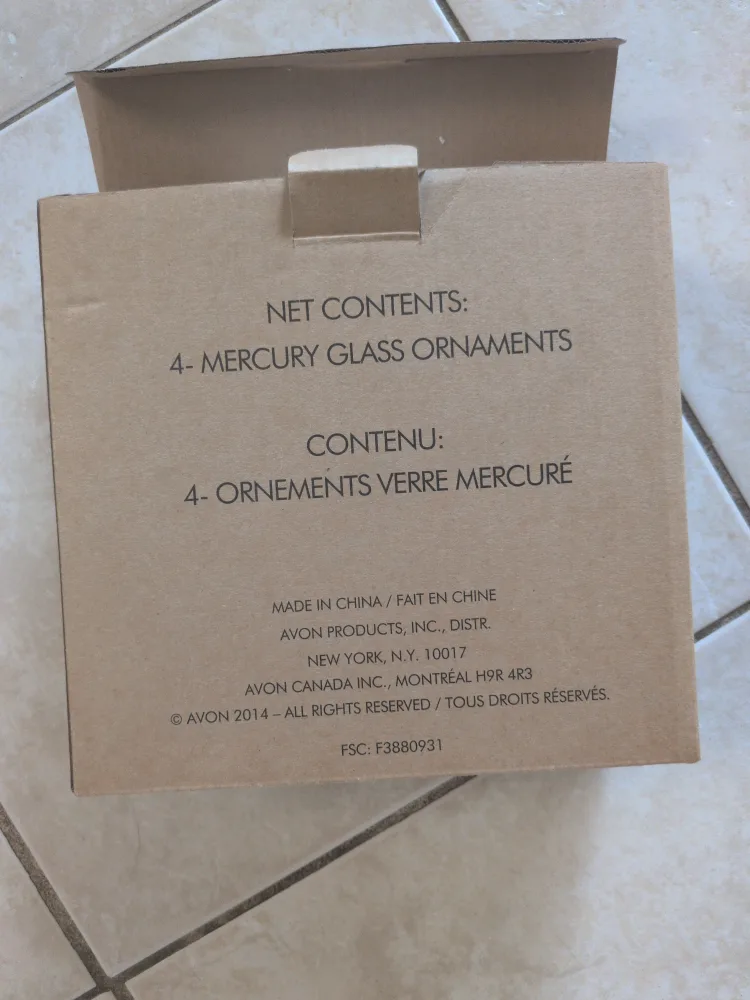 NET CONTENTS:
4- MERCURY GLASS ORNAMENTS
CONTENU:
4- ORNEMENTS VERRE MERCURÉ
MADE IN CHINA / FAIT EN CHINE
AVON PRODUCTS, INC., DISTR.
NEW YORK, N.Y. 10017
AVON CANADA INC., MONTRÉAL H9R 4R3
© AVON 2014 – ALL RIGHTS RESERVED / TOUS DROITS RÉSERVÉS.
FSC: F3880931